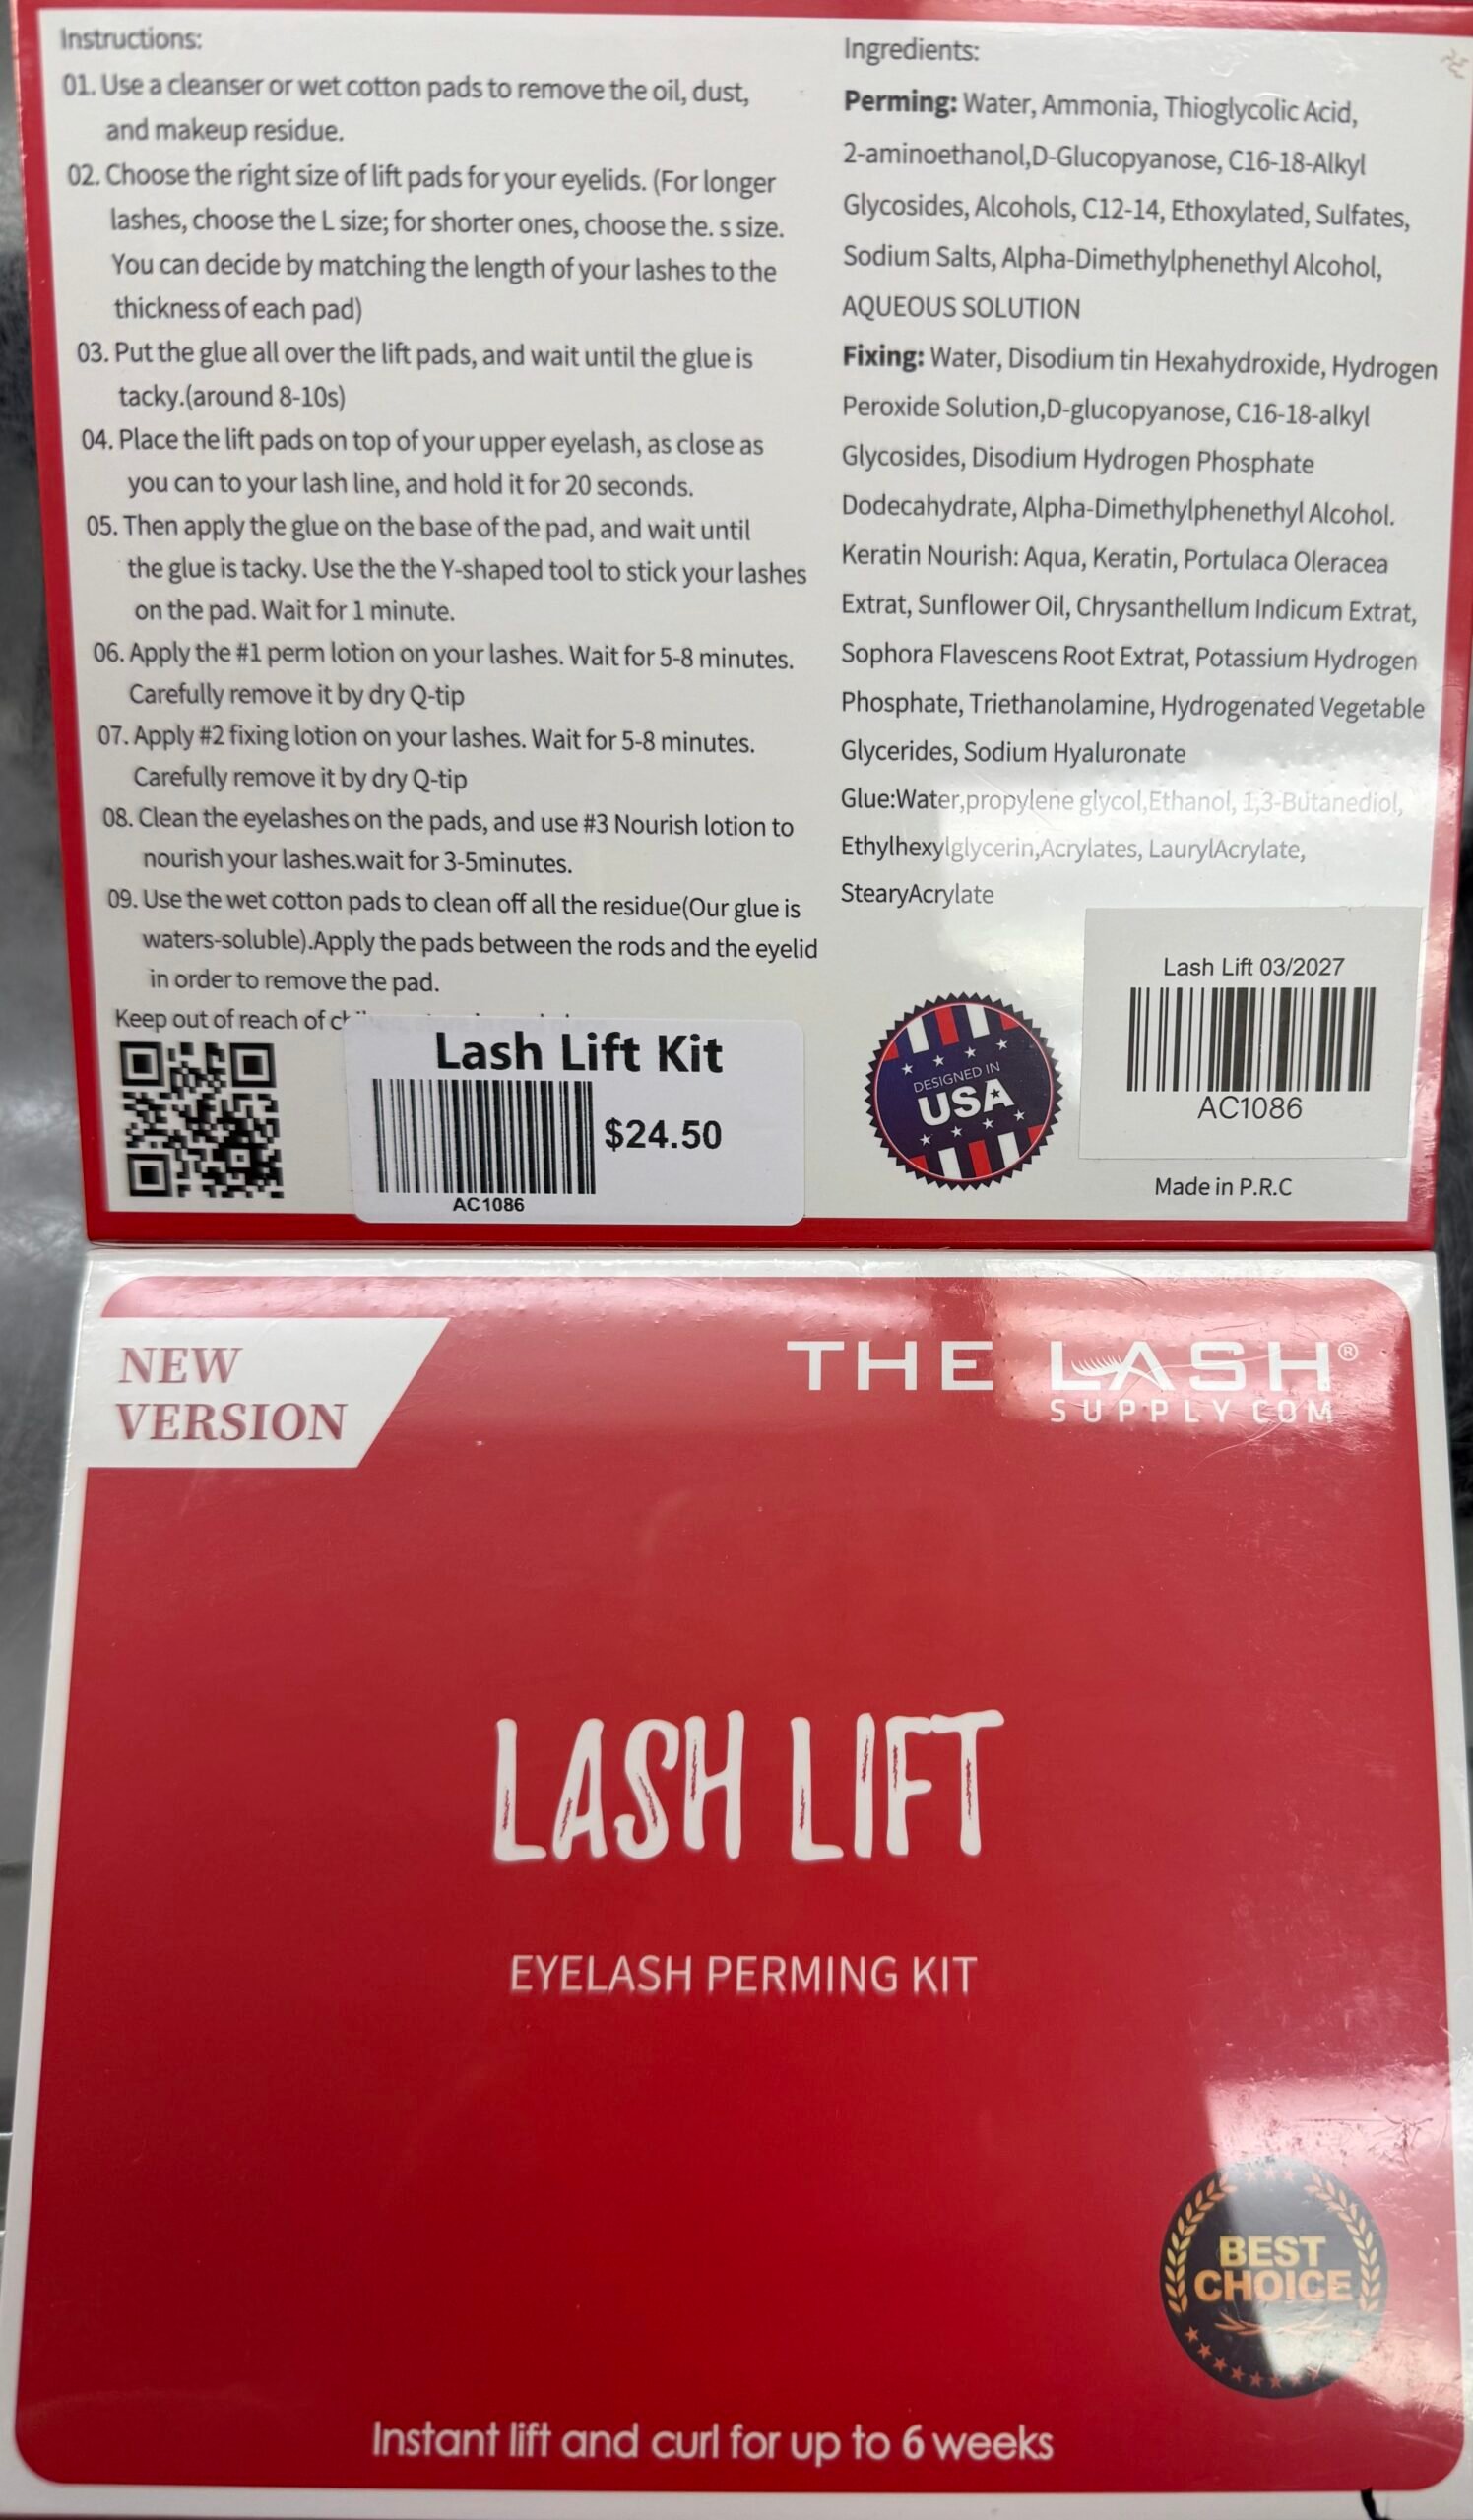 Instructions:
01. Use a cleanser or wet cotton pads to remove the oil, dust,
and makeup residue.
02. Choose the right size of lift pads for your eyelids. (For longer
lashes, choose the L size; for shorter ones, choose the. s size.
You can decide by matching the length of your lashes to the
thickness of each pad)
03. Put the glue all over the lift pads, and wait until the glue is
tacky.(around 8-10s)
04. Place the lift pads on top of your upper eyelash, as close as
you can to your lash line, and hold it for 20 seconds.
05. Then apply the glue on the base of the pad, and wait until
the glue is tacky. Use the the Y-shaped tool to stick your lashes
on the pad. Wait for 1 minute.
06. Apply the #1 perm lotion on your lashes. Wait for 5-8 minutes.
Carefully remove it by dry Q-tip
07. Apply #2 fixing lotion on your lashes. Wait for 5-8 minutes.
Carefully remove it by dry Q-tip
08. Clean the eyelashes on the pads, and use #3 Nourish lotion to
nourish your lashes.wait for 3-5minutes.
09. Use the wet cotton pads to clean off all the residue(Our glue is
waters-soluble).Apply the pads between the rods and the eyelid
in order to remove the pad.
Keep out of reach of
Lash Lift Kit
$24.50
AC1086
Ingredients:
Perming: Water, Ammonia, Thioglycolic Acid,
2-aminoethanol,D-Glucopyanose, C16-18-Alkyl
Glycosides, Alcohols, C12-14, Ethoxylated, Sulfates,
Sodium Salts, Alpha-Dimethylphenethyl Alcohol,
AQUEOUS SOLUTION
Fixing: Water, Disodium tin Hexahydroxide, Hydrogen
Peroxide Solution,D-glucopyanose, C16-18-alkyl
Glycosides, Disodium Hydrogen Phosphate
Dodecahydrate, Alpha-Dimethylphenethyl Alcohol.
Keratin Nourish: Aqua, Keratin, Portulaca Oleracea
Extrat, Sunflower Oil, Chrysanthellum Indicum Extrat,
Sophora Flavescens Root Extrat, Potassium Hydrogen
Phosphate, Triethanolamine, Hydrogenated Vegetable
Glycerides, Sodium Hyaluronate
Glue:Water,propylene glycol,Ethanol, 1,3-Butanediol,
Ethylhexylglycerin,Acrylates, LaurylAcrylate,
StearyAcrylate
DESIGNED IN
USA
Lash Lift 03/2027
AC1086
Made in P.R.C
NEW
VERSION
THE LASH®
SUPPLY COM
LASH LIFT
EYELASH PERMING KIT
BEST
CHOICE
Instant lift and curl for up to 6 weeks